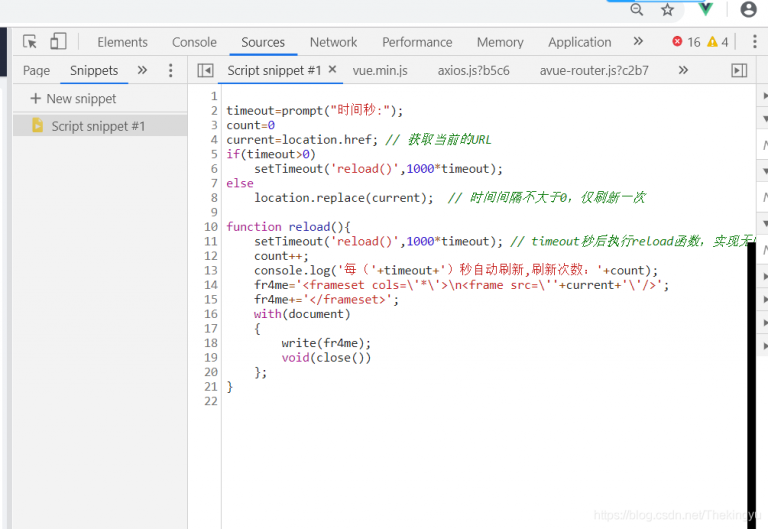 Elements Console Sources Network Performance Memory Application » 16 4
Page Snippets » Script snippet #1 × vue.min.js axios.js?b5c6 avue-router.js?c2b7 »
+ New snippet
Script snippet #1
1
2 timeout=prompt("时间秒:");
3 count=0
4 current=location.href; // 获取当前的URL
5 if(timeout>0)
6 setTimeout('reload()',1000*timeout);
7 else
8 location.replace(current); // 时间间隔不大于0，仅刷新一次
9
10 function reload(){
11 setTimeout('reload()',1000*timeout); // timeout秒后执行reload函数，实现无
12 count++;
13 console.log('每（'+timeout+'）秒自动刷新,刷新次数：'+count);
14 fr4me='<frameset cols=\'*\'>\n<frame src=\''+current+'\'/>';
15 fr4me+='</frameset>';
16 with(document)
17 {
18 write(fr4me);
19 void(close())
20 };
21 }
22
https://blog.csdn.net/Thekingyu